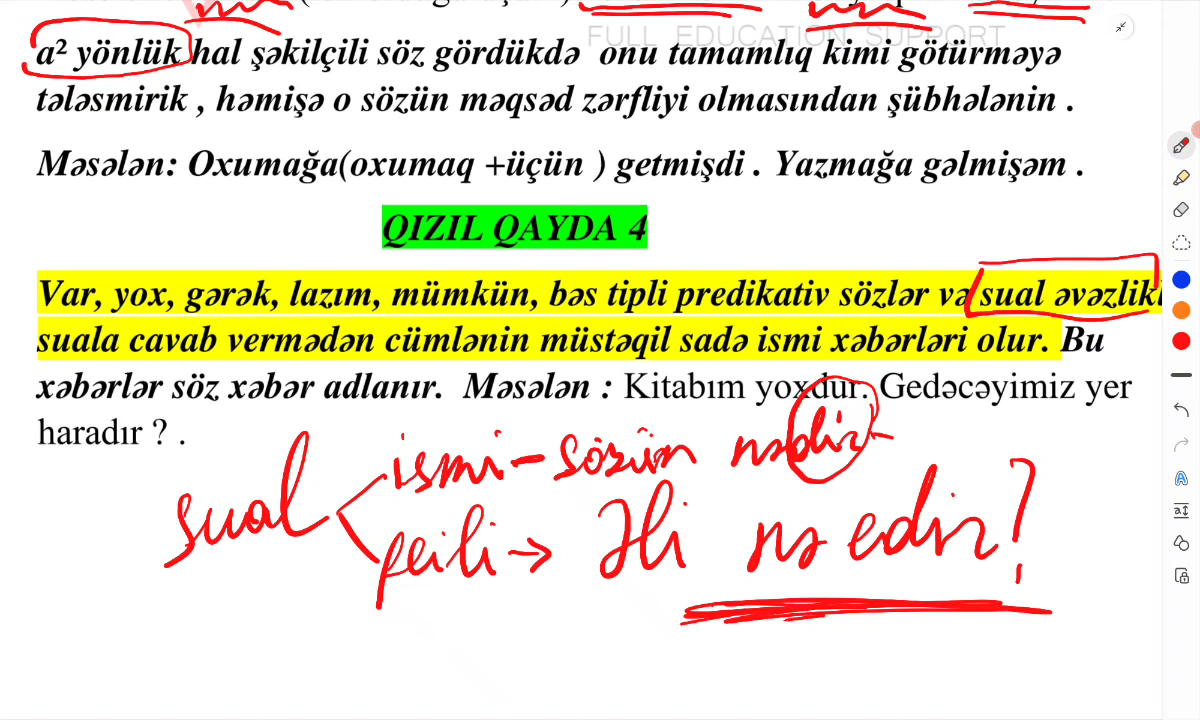 FULL EDUCATION SUPPORT
a² yönlük hal şəkilçili söz gördükdə onu tamamlıq kimi götürməyə
tələsmirik , həmişə o sözün məqsəd zərfliyi olmasından şübhələnin .
Məsələn: Oxumağa(oxumaq +üçün ) getmişdi . Yazmağa gəlmişəm .
QIZIL QAYDA 4
Var, yox, gərək, lazım, mümkün, bəs tipli predikativ sözlər və sual əvəzlikl
suala cavab vermədən cümlənin müstəqil sadə ismi xəbərləri olur. Bu
xəbərlər söz xəbər adlanır. Məsələn : Kitabım yoxdur. Gedəcəyimiz yer
haradır ? .
ismi - sözün nədir
sual
feili → Əli nə edir?